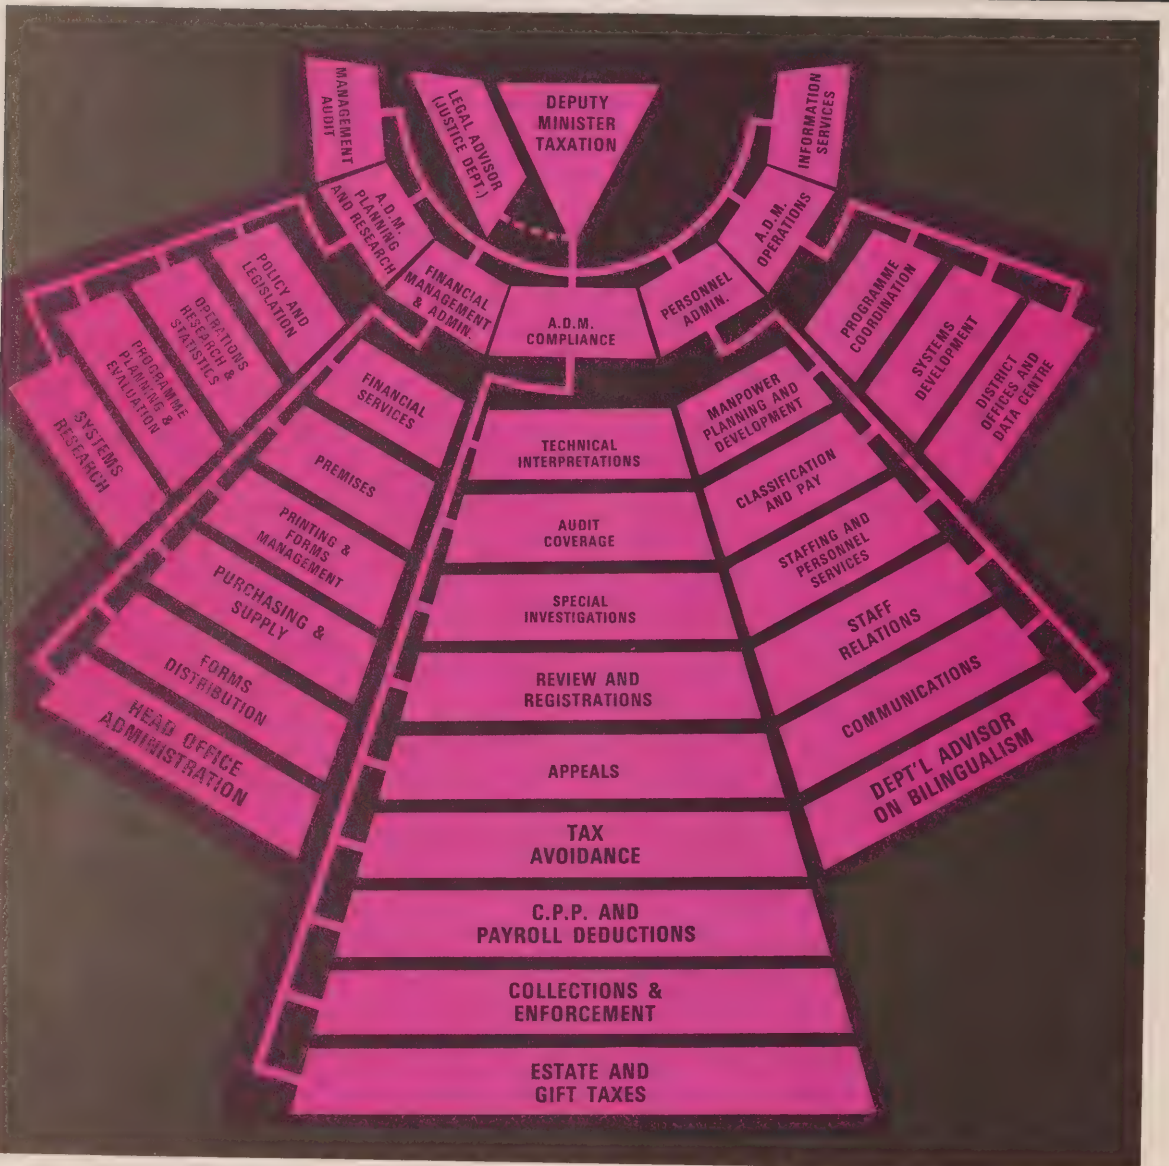 MANAGEMENT
AUDIT
LEGAL ADVISOR
(JUSTICE DEPT.)
DEPUTY
MINISTER
TAXATION
INFORMATION
SERVICES
A.D.M.
PLANNING
AND RESEARCH
FINANCIAL
MANAGEMENT
& ADMIN.
A.D.M.
COMPLIANCE
PERSONNEL
ADMIN.
A.D.M.
OPERATIONS
POLICY AND
LEGISLATION
OPERATIONS
RESEARCH &
STATISTICS
PROGRAMME
PLANNING &
EVALUATION
SYSTEMS
RESEARCH
FINANCIAL
SERVICES
PREMISES
PRINTING &
FORMS
MANAGEMENT
PURCHASING &
SUPPLY
FORMS
DISTRIBUTION
HEAD OFFICE
ADMINISTRATION
TECHNICAL
INTERPRETATIONS
AUDIT
COVERAGE
SPECIAL
INVESTIGATIONS
REVIEW AND
REGISTRATIONS
APPEALS
TAX
AVOIDANCE
C.P.P. AND
PAYROLL DEDUCTIONS
COLLECTIONS &
ENFORCEMENT
ESTATE AND
GIFT TAXES
MANPOWER
PLANNING AND
DEVELOPMENT
CLASSIFICATION
AND PAY
STAFFING AND
PERSONNEL
SERVICES
STAFF
RELATIONS
COMMUNICATIONS
DEPT'L ADVISOR
ON BILINGUALISM
PROGRAMME
COORDINATION
SYSTEMS
DEVELOPMENT
DISTRICT
OFFICES AND
DATA CENTRE